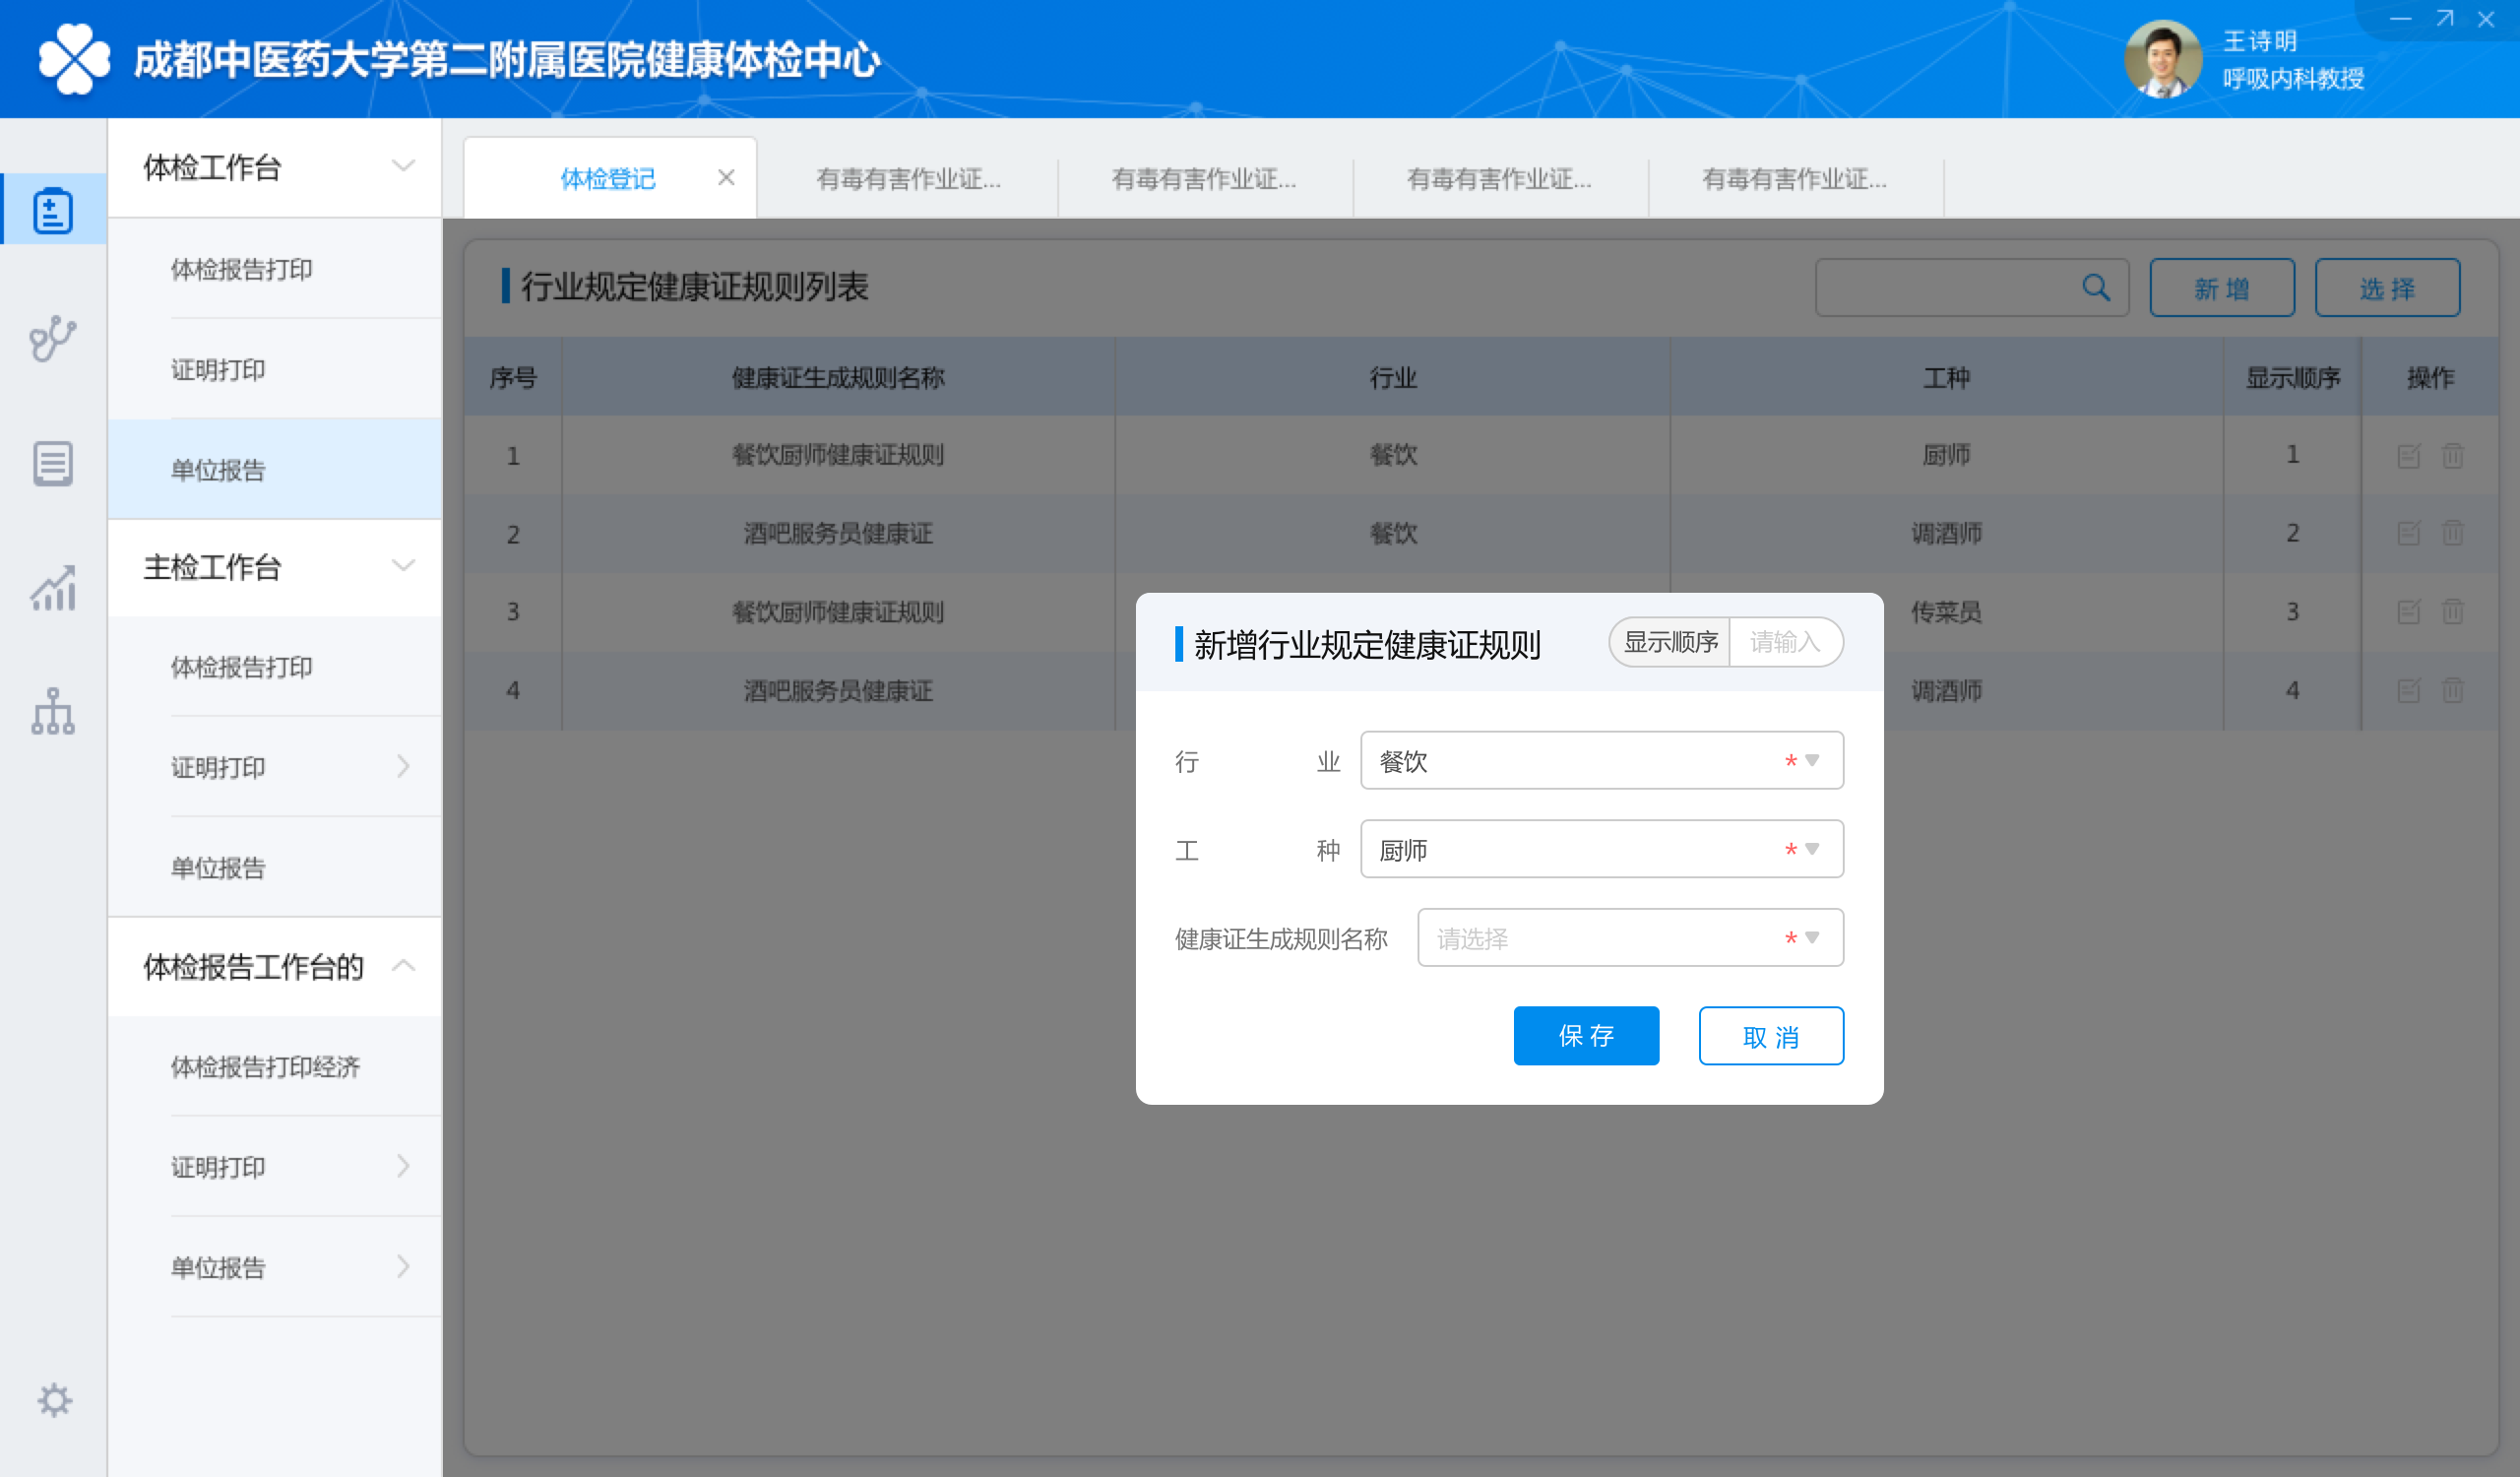 成都中医药大学第二附属医院健康体检中心
王诗明
呼吸内科教授
体检工作台
体检报告打印
证明打印
单位报告
主检工作台
体检报告打印
证明打印
单位报告
体检报告工作台的
体检报告打印经济
证明打印
单位报告
体检登记
有毒有害作业证...
有毒有害作业证...
有毒有害作业证...
有毒有害作业证...
行业规定健康证规则列表
新 增
选 择
序号 健康证生成规则名称 行业 工种 显示顺序 操作
1 餐饮厨师健康证规则 餐饮 厨师 1
2 酒吧服务员健康证 餐饮 调酒师 2
3 餐饮厨师健康证规则 传菜员 3
4 酒吧服务员健康证 调酒师 4
新增行业规定健康证规则
显示顺序 请输入
行 业 餐饮 *
工 种 厨师 *
健康证生成规则名称 请选择 *
保 存
取 消